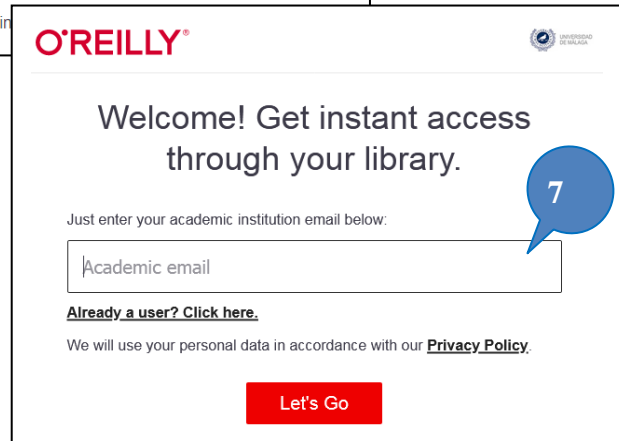 in
O'REILLY®
UNIVERSIDAD
DE MÁLAGA
Welcome! Get instant access
through your library.
7
Just enter your academic institution email below:
Academic email
Already a user? Click here.
We will use your personal data in accordance with our Privacy Policy.
Let's Go